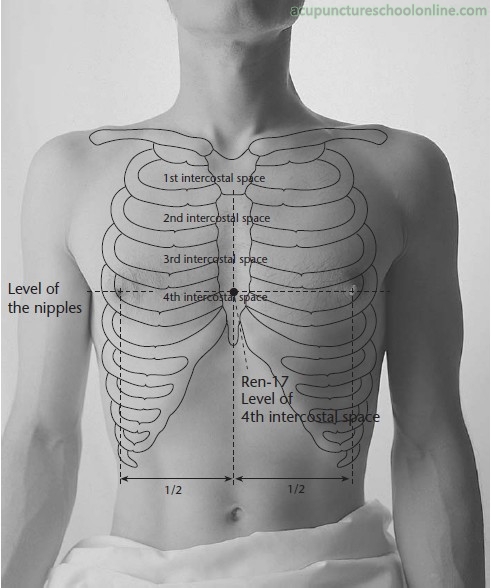 acupunctureschoolonline.com
1st intercostal space
2nd intercostal space
3rd intercostal space
Level of
the nipples
4th intercostal space
Ren-17
Level of
4th intercostal space
1/2
1/2